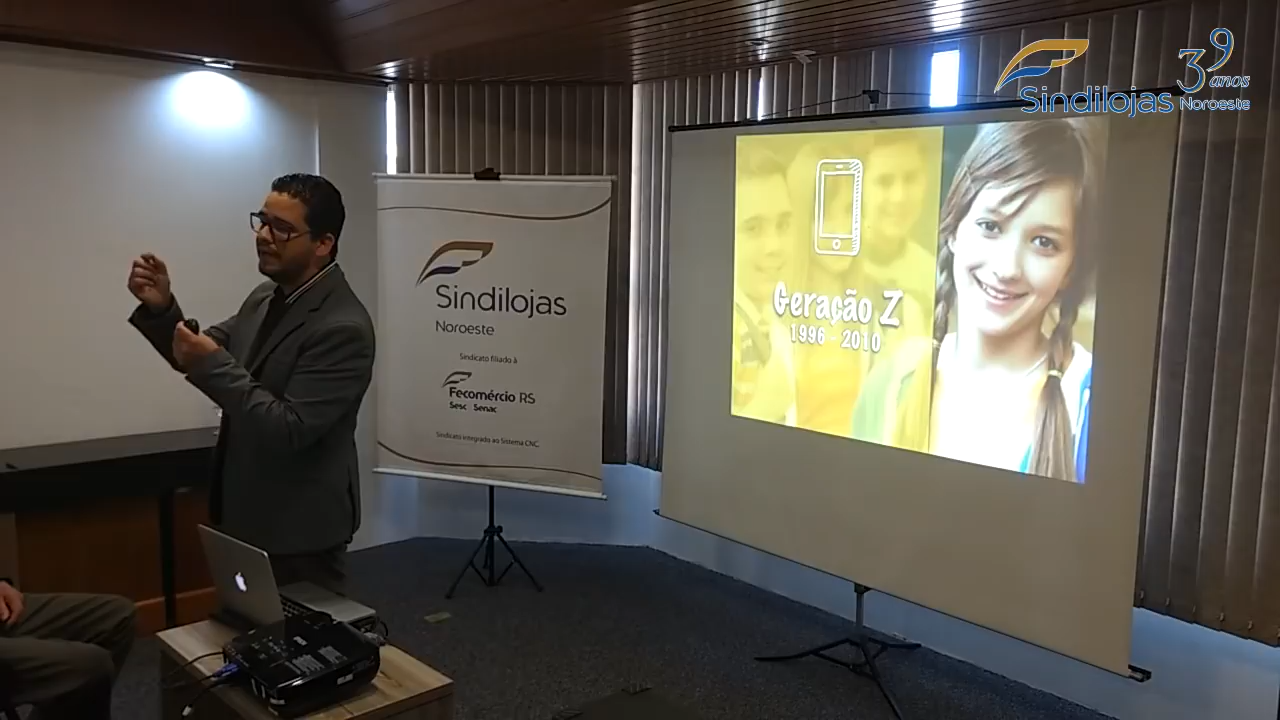 39
anos
Sindilojas Noroeste
Sindilojas
Noroeste
Sindicato filiado à
Fecomércio RS
Sesc Senac
Sindicato integrado ao Sistema CNC.
Geração Z
1996 - 2010